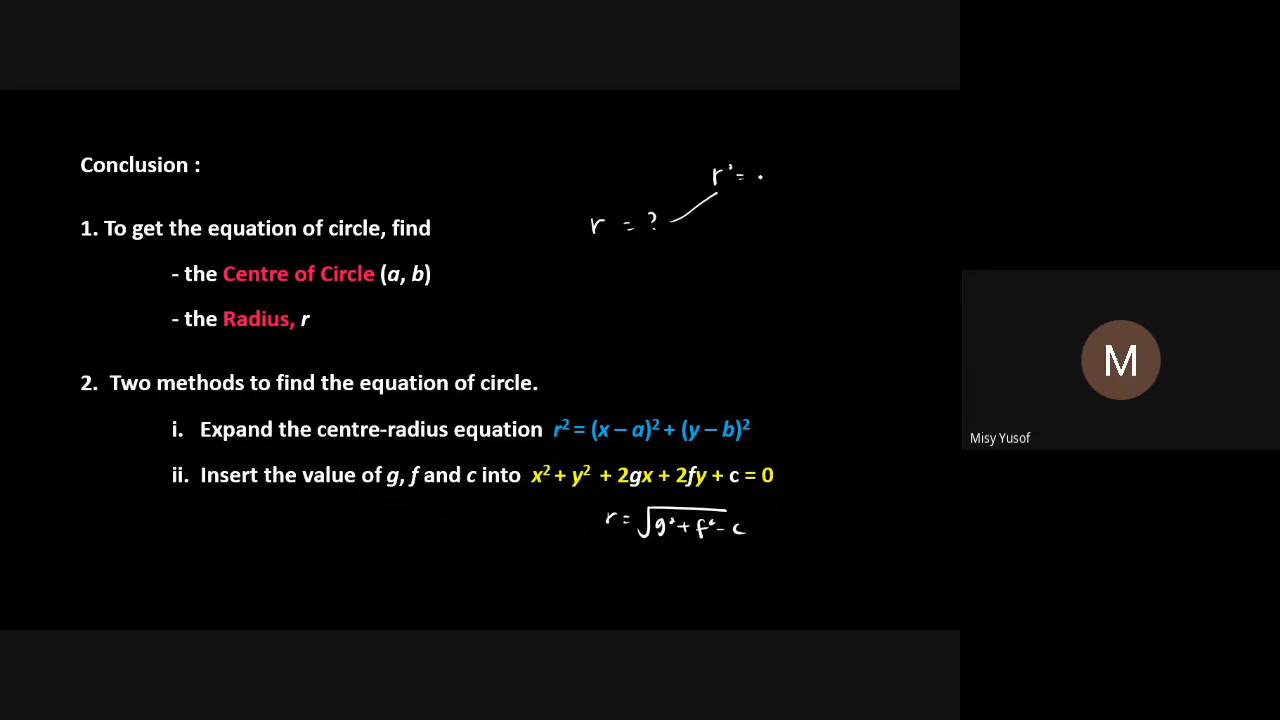 Conclusion :
r² = .
1. To get the equation of circle, find
r = ?
- the Centre of Circle (a, b)
- the Radius, r
M
2. Two methods to find the equation of circle.
i. Expand the centre-radius equation r² = (x – a)² + (y – b)²
Misy Yusof
ii. Insert the value of g, f and c into x² + y² + 2gx + 2fy + c = 0
r = √g² + f² - c